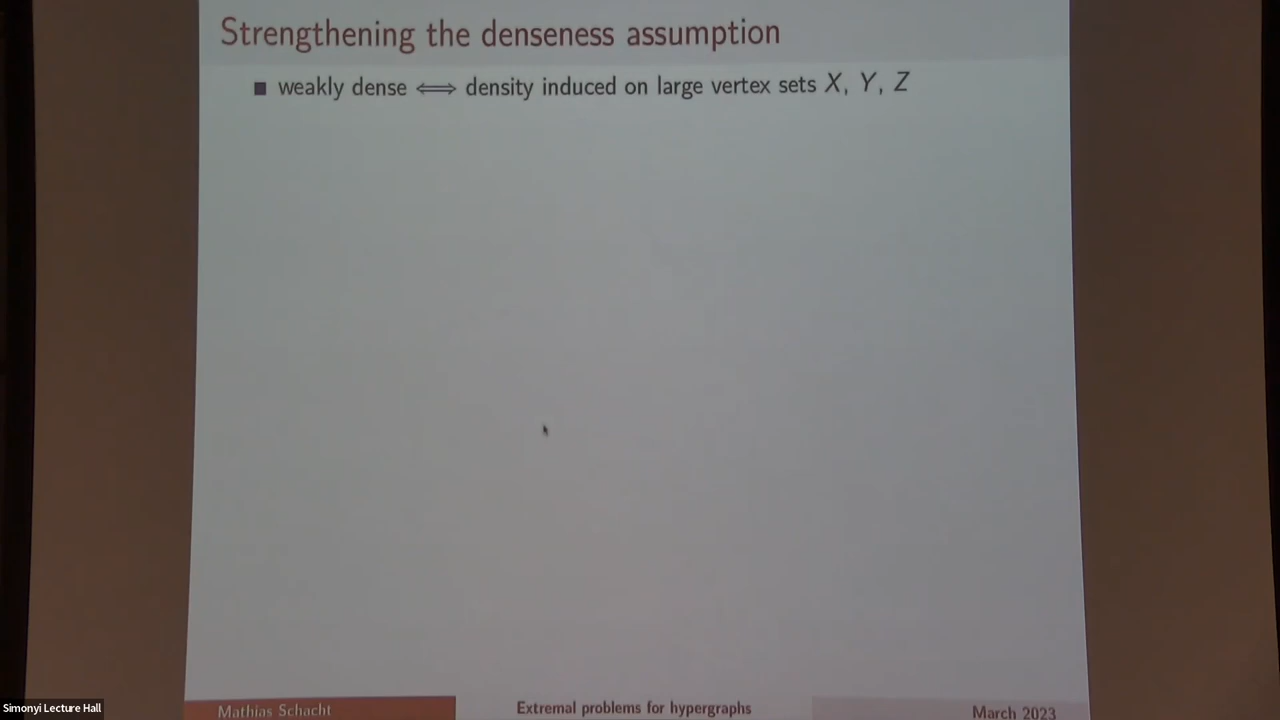 Strengthening the denseness assumption
■ weakly dense ⟺ density induced on large vertex sets X, Y, Z
Mathias Schacht
Extremal problems for hypergraphs
March 2023
Simonyi Lecture Hall